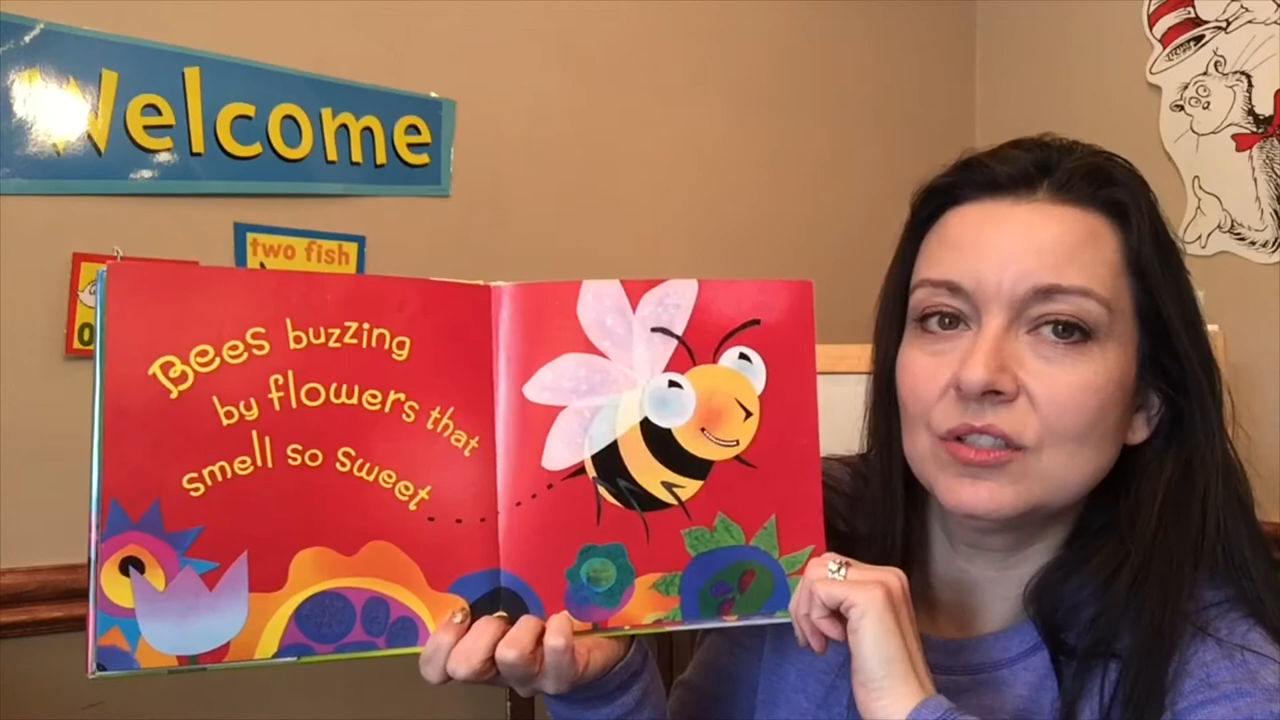 Welcome
two fish
Bees buzzing
by flowers that
smell so sweet